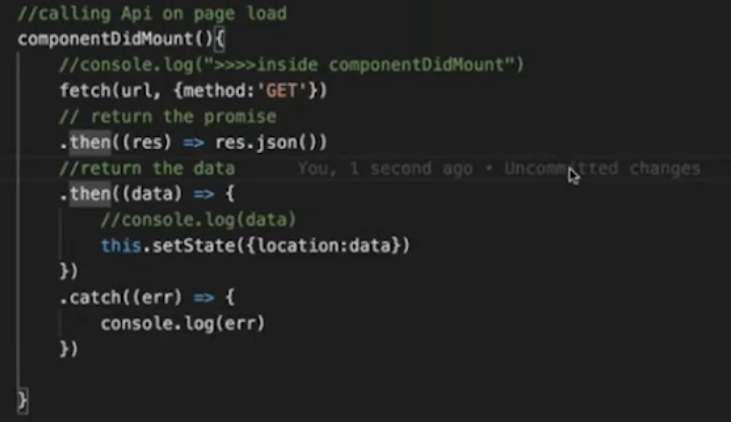 //calling Api on page load
componentDidMount(){
//console.log(">>>>inside componentDidMount")
fetch(url, {method:'GET'})
// return the promise
.then((res) => res.json())
//return the data You, 1 second ago • Uncommitted changes
.then((data) => {
//console.log(data)
this.setState({location:data})
})
.catch((err) => {
console.log(err)
})
}